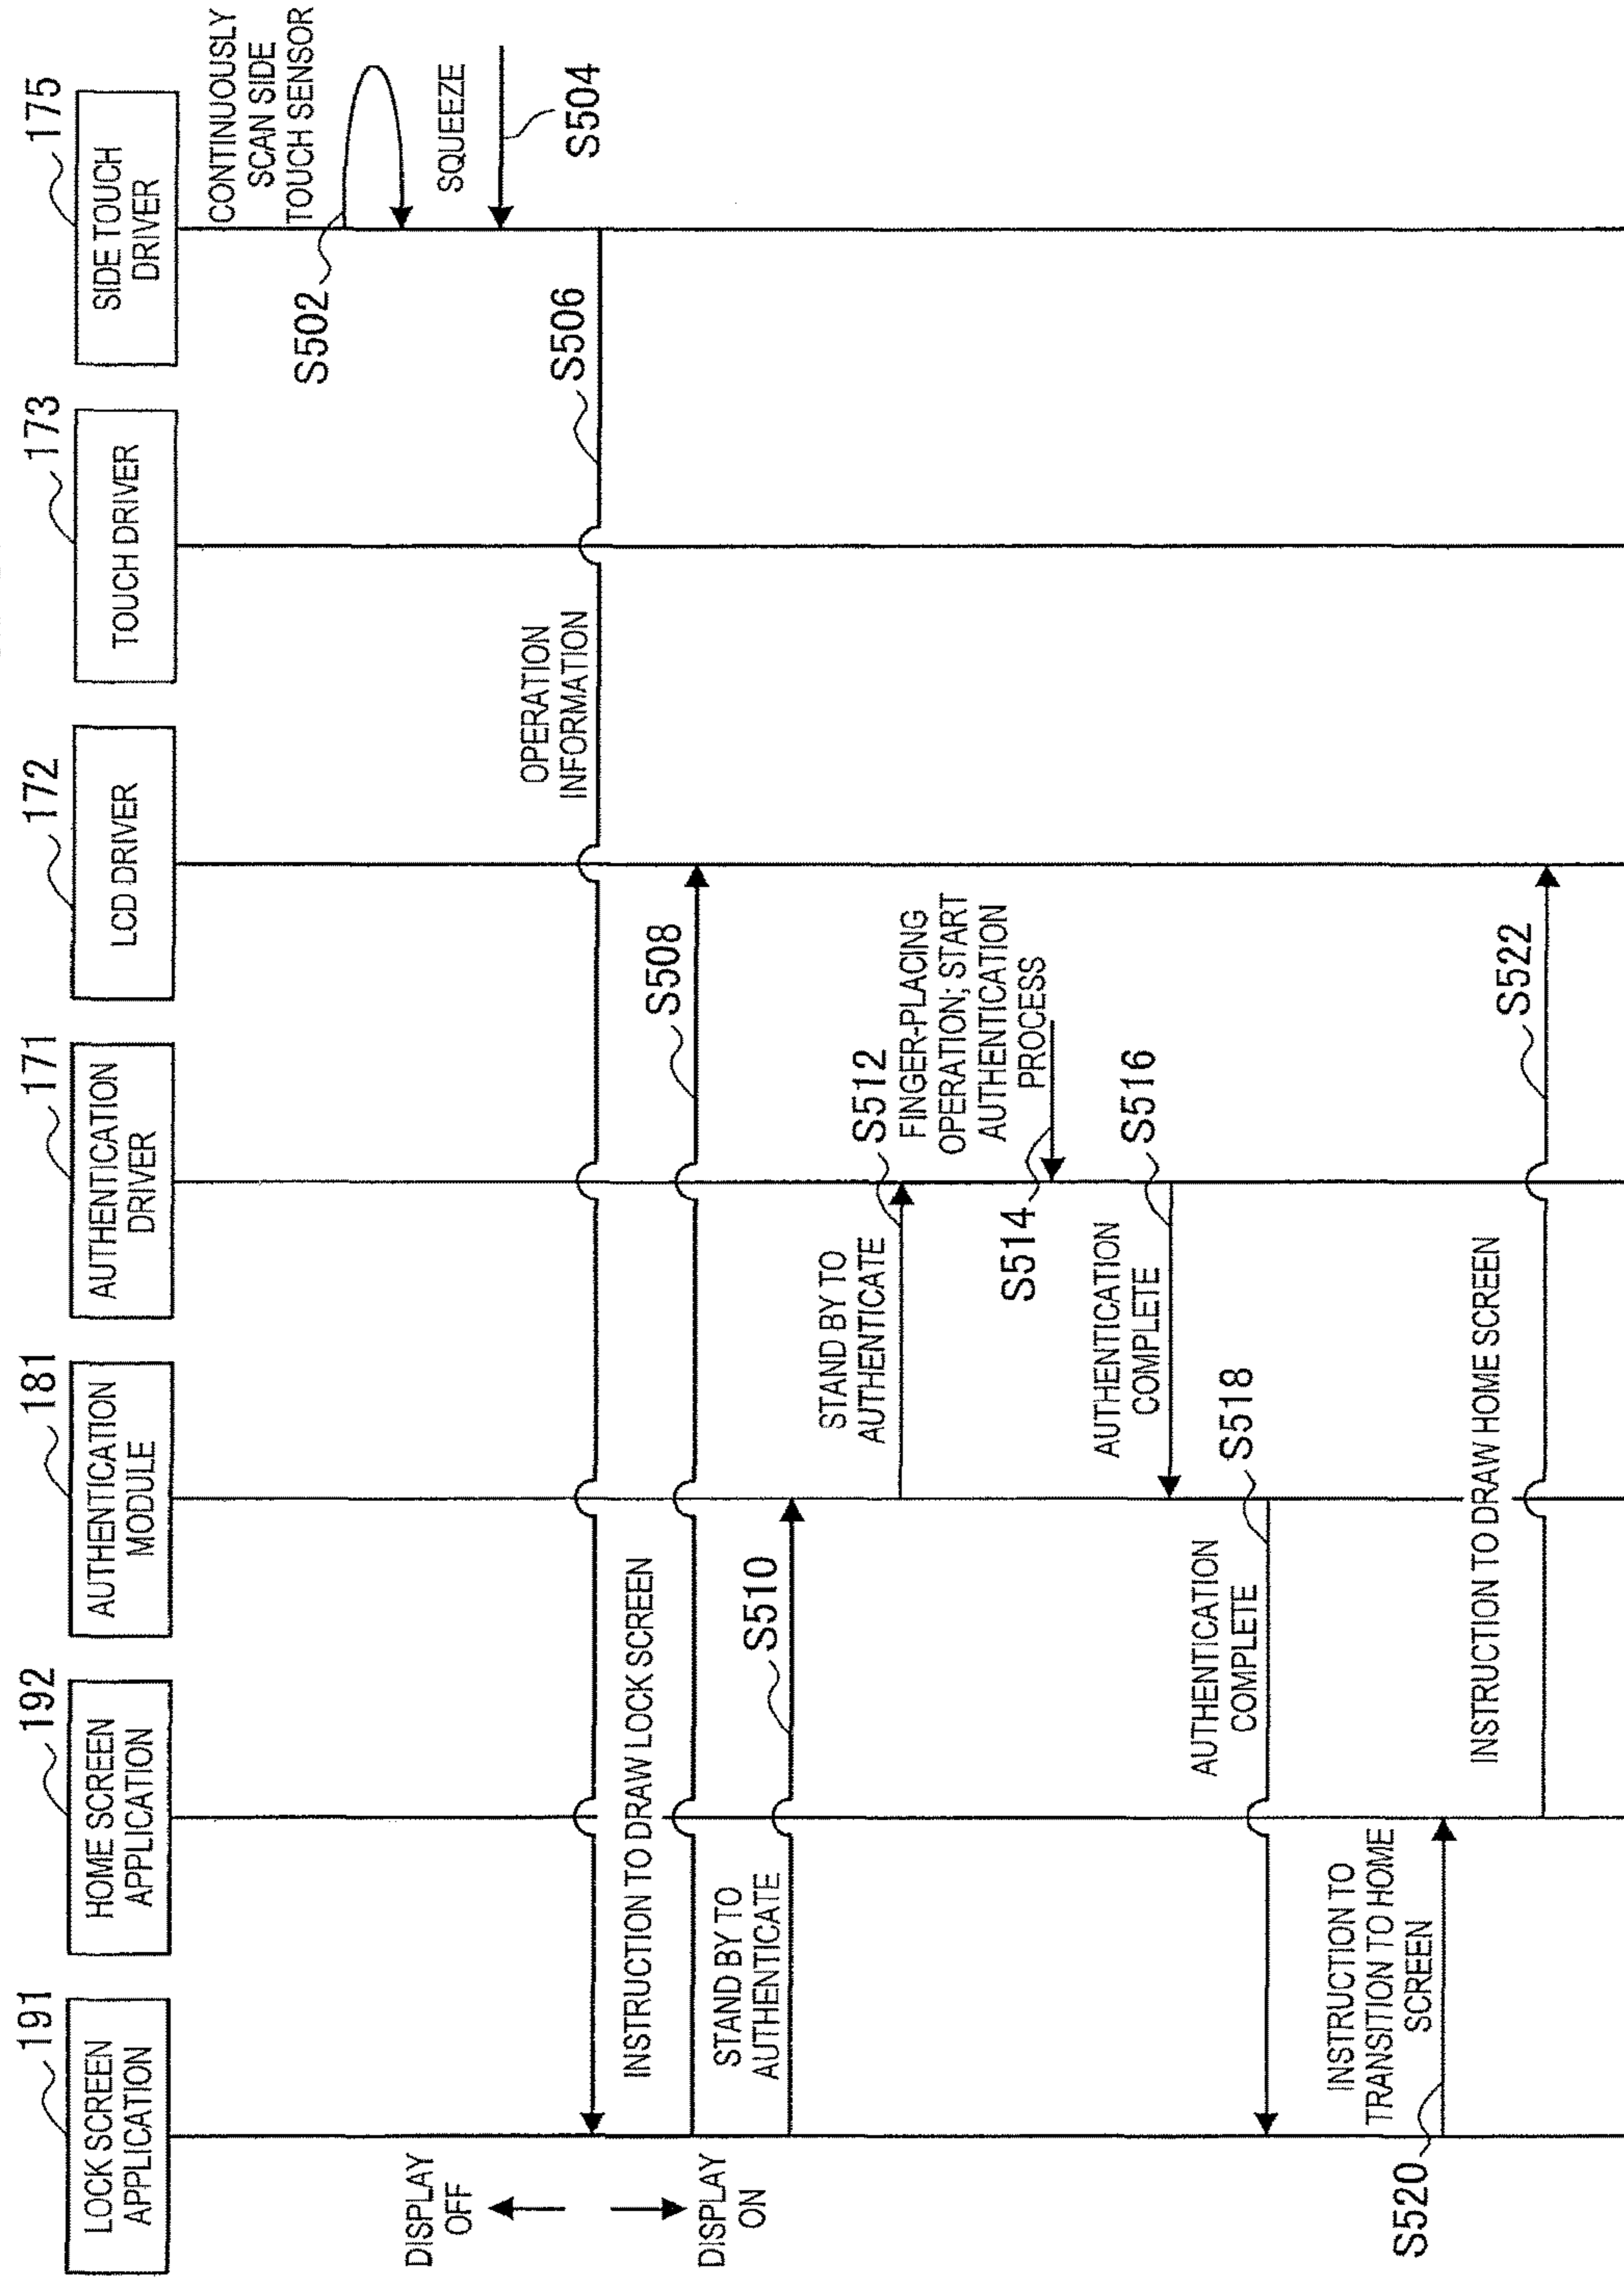 191
LOCK SCREEN
APPLICATION
192
HOME SCREEN
APPLICATION
181
AUTHENTICATION
MODULE
171
AUTHENTICATION
DRIVER
172
LCD DRIVER
173
TOUCH DRIVER
175
SIDE TOUCH
DRIVER
CONTINUOUSLY
SCAN SIDE
TOUCH SENSOR
S502
SQUEEZE
S504
DISPLAY
OFF
OPERATION
INFORMATION
S506
DISPLAY
ON
INSTRUCTION TO DRAW LOCK SCREEN
S508
STAND BY TO
AUTHENTICATE
S510
STAND BY TO
AUTHENTICATE
S512
FINGER-PLACING
OPERATION; START
AUTHENTICATION
PROCESS
S514
AUTHENTICATION
COMPLETE
S516
AUTHENTICATION
COMPLETE
S518
INSTRUCTION TO
TRANSITION TO HOME
SCREEN
S520
INSTRUCTION TO DRAW HOME SCREEN
S522